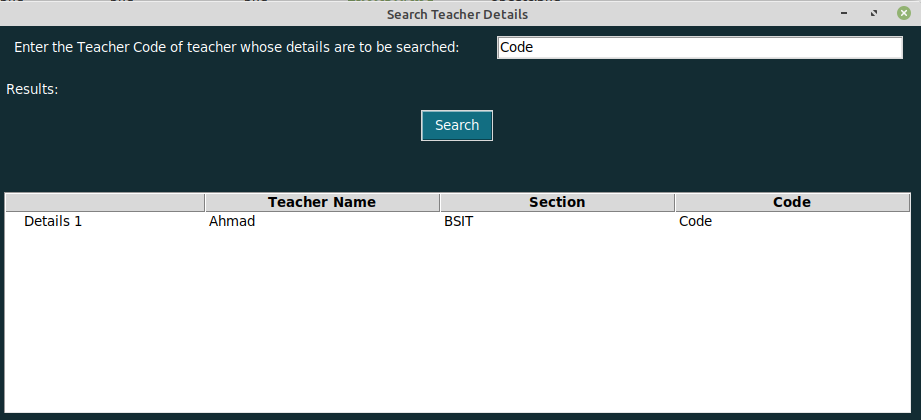 Search Teacher Details
Enter the Teacher Code of teacher whose details are to be searched: Code
Results:
Search
Teacher Name Section Code
Details 1 Ahmad BSIT Code